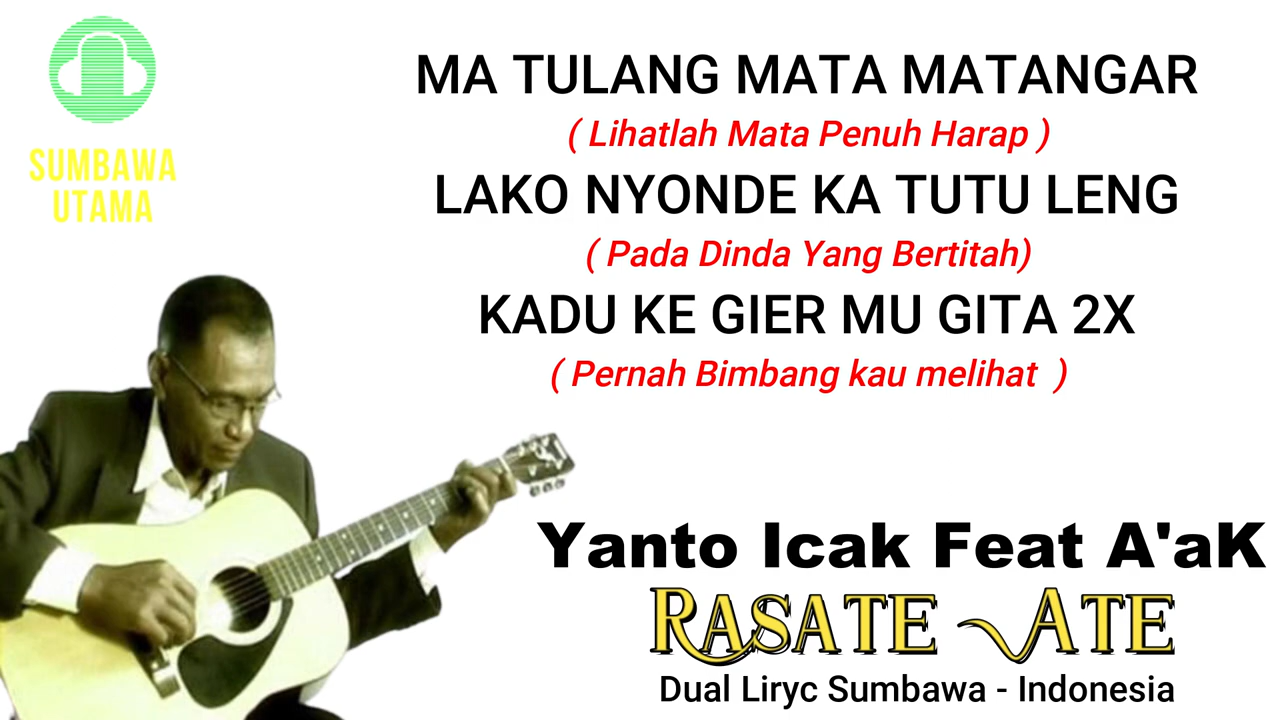 SUMBAWA
UTAMA
MA TULANG MATA MATANGAR
( Lihatlah Mata Penuh Harap )
LAKO NYONDE KA TUTU LENG
( Pada Dinda Yang Bertitah)
KADU KE GIER MU GITA 2X
( Pernah Bimbang kau melihat )
Yanto Icak Feat A'aK
RASATE ATE
Dual Liryc Sumbawa - Indonesia